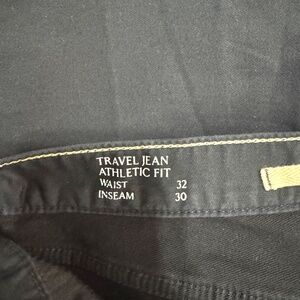 TRAVEL JEAN
ATHLETIC FIT
WAIST 32
INSEAM 30